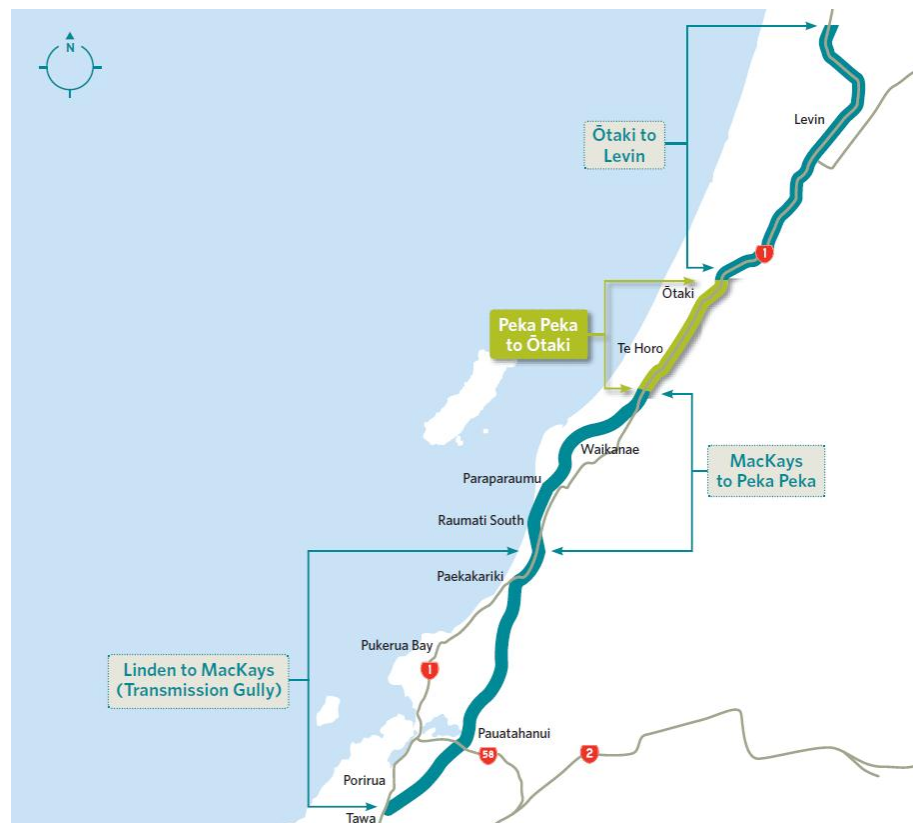 N
Levin
Ōtaki to
Levin
1
Ōtaki
Peka Peka
to Ōtaki
Te Horo
Waikanae
MacKays
to Peka Peka
Paraparaumu
Raumati South
Paekakariki
Pukerua Bay
1
Linden to MacKays
(Transmission Gully)
Pauatahanui
58
2
Porirua
Tawa